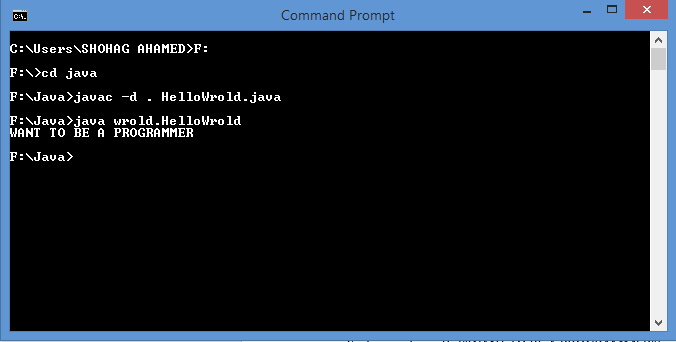 Command Prompt
C:\Users\SHOHAG AHAMED>F:
F:\>cd java
F:\Java>javac -d . HelloWrold.java
F:\Java>java wrold.HelloWrold
WANT TO BE A PROGRAMMER
F:\Java>